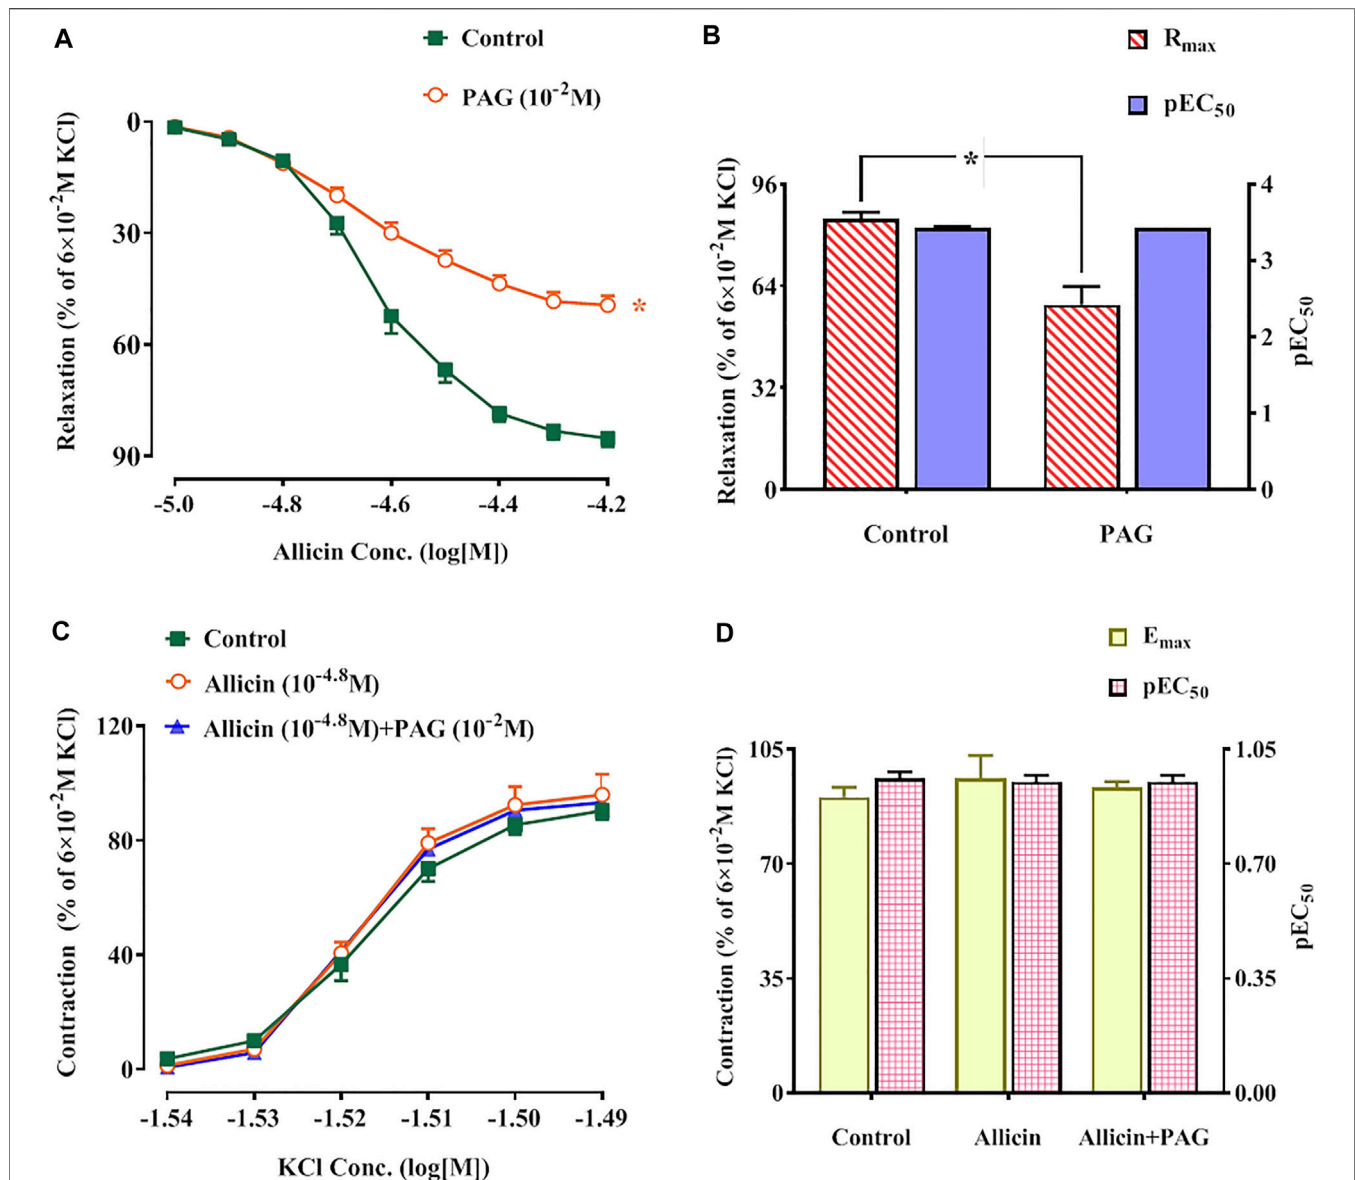 A
Control
PAG (10-2M)
0
30
60
90
Relaxation (% of 6×10-2M KCl)
-5.0 -4.8 -4.6 -4.4 -4.2
Allicin Conc. (log[M])
*
B
Rmax
pEC50
*
96
64
32
0
Relaxation (% of 6×10-2M KCl)
4
3
2
1
0
pEC50
Control PAG
C
Control
Allicin (10-4.8M)
Allicin (10-4.8M)+PAG (10-2M)
120
80
40
0
Contraction (% of 6×10-2M KCl)
-1.54 -1.53 -1.52 -1.51 -1.50 -1.49
KCl Conc. (log[M])
D
Emax
pEC50
105
70
35
0
Contraction (% of 6×10-2M KCl)
1.05
0.70
0.35
0.00
pEC50
Control Allicin Allicin+PAG